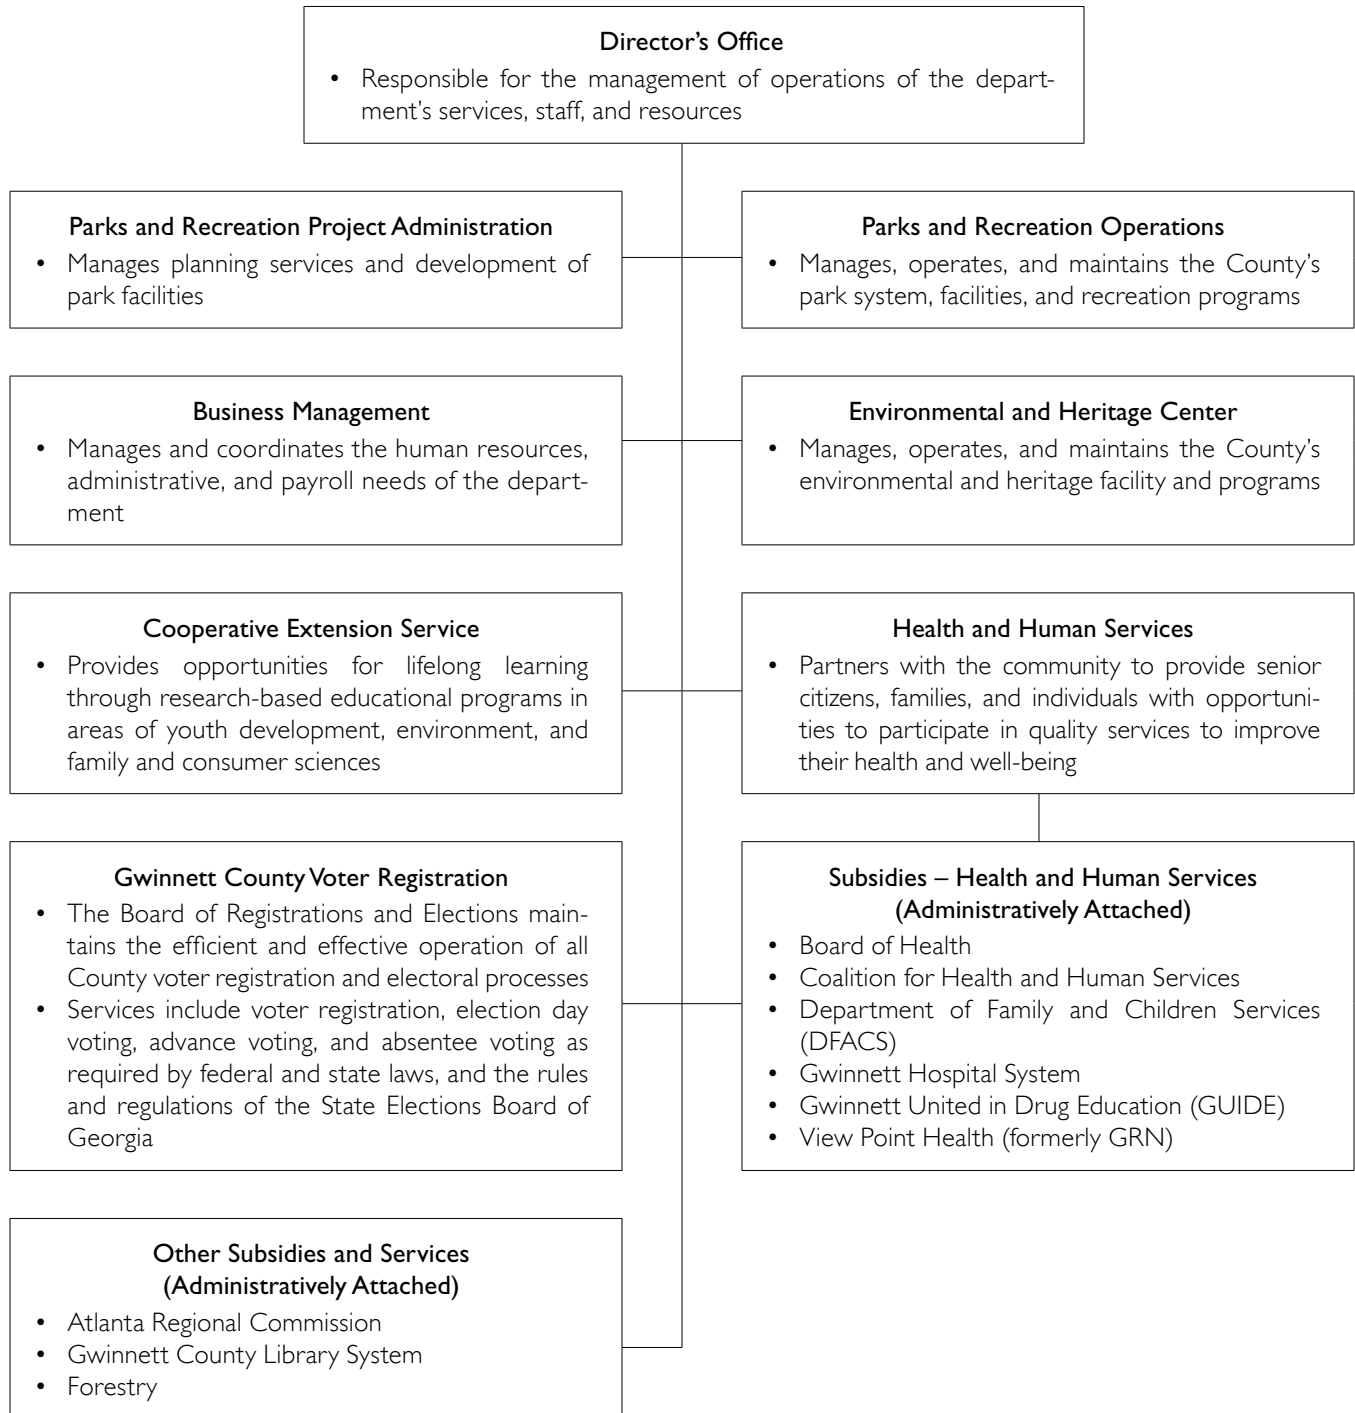 Director’s Office
• Responsible for the management of operations of the depart-
ment’s services, staff, and resources
Parks and Recreation Project Administration
• Manages planning services and development of
park facilities
Parks and Recreation Operations
• Manages, operates, and maintains the County’s
park system, facilities, and recreation programs
Business Management
• Manages and coordinates the human resources,
administrative, and payroll needs of the depart-
ment
Environmental and Heritage Center
• Manages, operates, and maintains the County’s
environmental and heritage facility and programs
Cooperative Extension Service
• Provides opportunities for lifelong learning
through research-based educational programs in
areas of youth development, environment, and
family and consumer sciences
Health and Human Services
• Partners with the community to provide senior
citizens, families, and individuals with opportuni-
ties to participate in quality services to improve
their health and well-being
Gwinnett County Voter Registration
• The Board of Registrations and Elections main-
tains the efficient and effective operation of all
County voter registration and electoral processes
• Services include voter registration, election day
voting, advance voting, and absentee voting as
required by federal and state laws, and the rules
and regulations of the State Elections Board of
Georgia
Subsidies – Health and Human Services
(Administratively Attached)
• Board of Health
• Coalition for Health and Human Services
• Department of Family and Children Services
(DFACS)
• Gwinnett Hospital System
• Gwinnett United in Drug Education (GUIDE)
• View Point Health (formerly GRN)
Other Subsidies and Services
(Administratively Attached)
• Atlanta Regional Commission
• Gwinnett County Library System
• Forestry